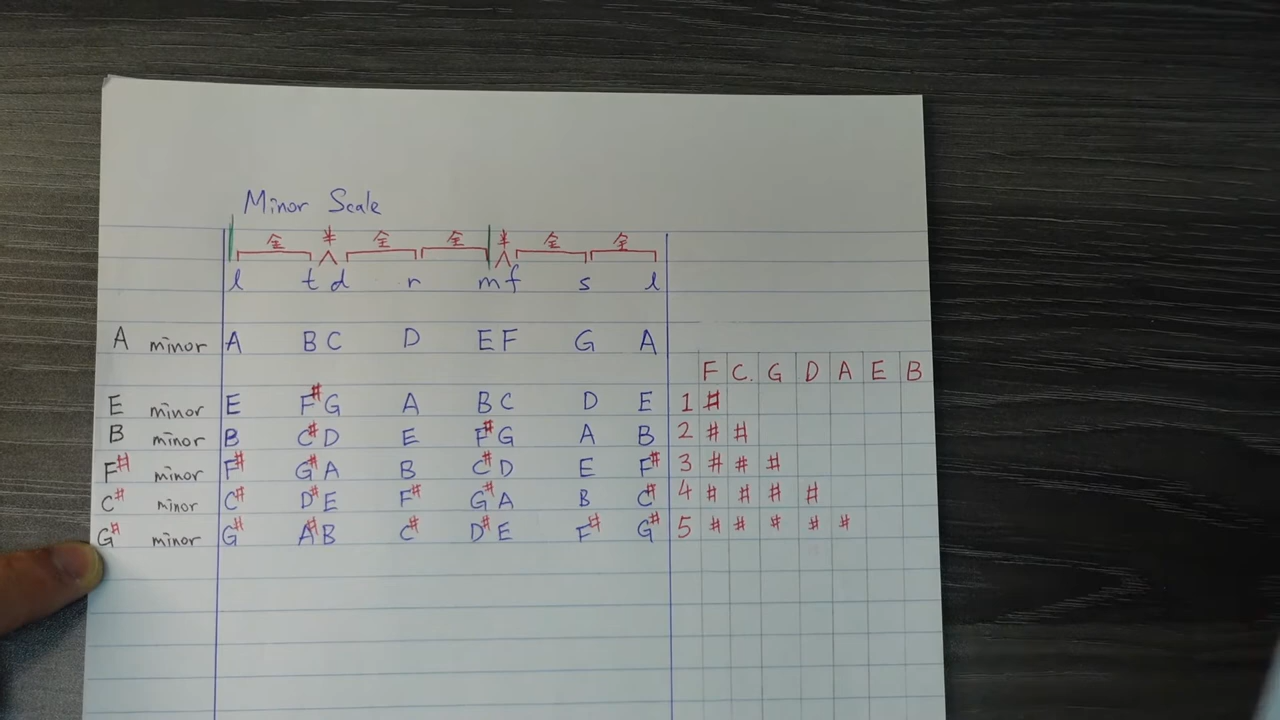 Minor Scale
全 半 全 全 半 全 全
l t d r m f s l
A minor A B C D E F G A
F C. G D A E B
E minor E F# G A B C D E 1 #
B minor B C# D E F# G A B 2 # #
F# minor F# G# A B C# D E F# 3 # # #
C# minor C# D# E F# G# A B C# 4 # # # #
G# minor G# A# B C# D# E F# G# 5 # # # # #